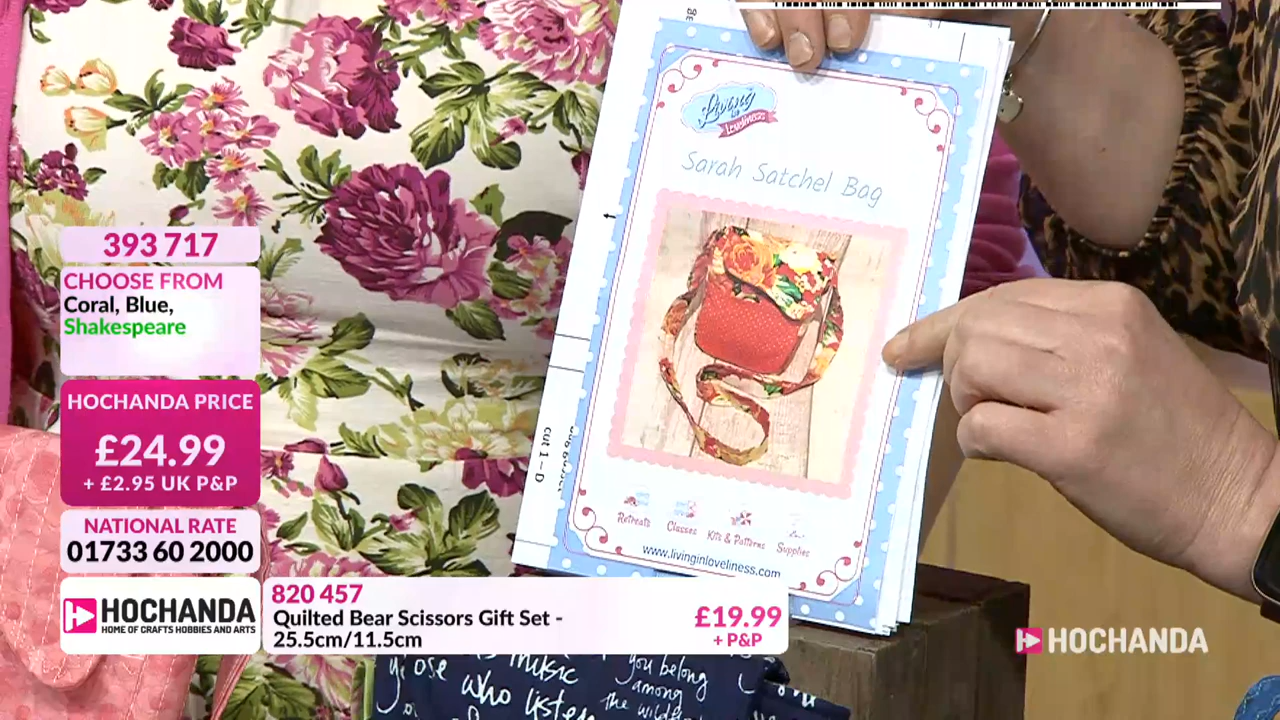 Living
in
Loveliness
Sarah Satchel Bag
Retreats
Classes
Kits & Patterns
Supplies
www.livinginloveliness.com
cut 1 – D
393 717
CHOOSE FROM
Coral, Blue,
Shakespeare
HOCHANDA PRICE
£24.99
+ £2.95 UK P&P
NATIONAL RATE
01733 60 2000
HOCHANDA
HOME OF CRAFTS HOBBIES AND ARTS
820 457
Quilted Bear Scissors Gift Set -
25.5cm/11.5cm
£19.99
+ P&P
HOCHANDA
music
who listen
you belong
among
the